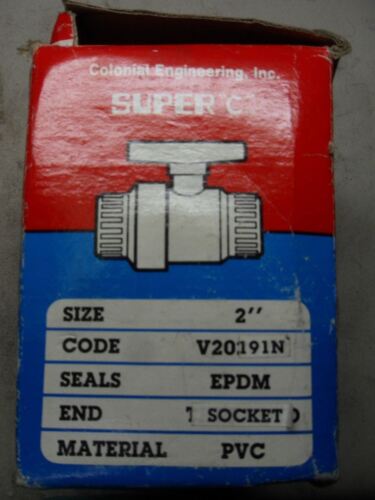 Colonial Engineering, Inc.
SUPER C
SIZE 2''
CODE V20191N
SEALS EPDM
END SOCKET
MATERIAL PVC